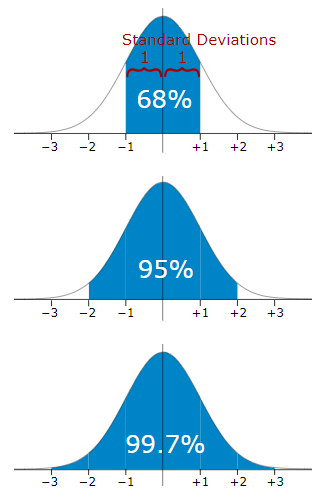 Standard Deviations
1 1
68%
−3 −2 −1 +1 +2 +3
95%
−3 −2 −1 +1 +2 +3
99.7%
−3 −2 −1 +1 +2 +3